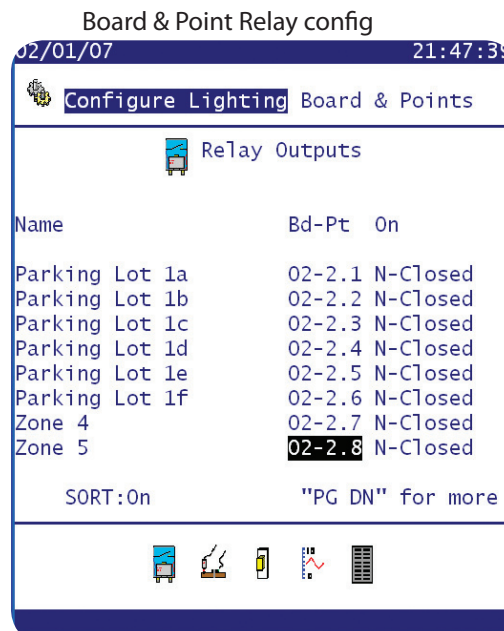 Board & Point Relay config
02/01/07 21:47:39
Configure Lighting Board & Points
Relay Outputs
Name Bd-Pt On
Parking Lot 1a 02-2.1 N-Closed
Parking Lot 1b 02-2.2 N-Closed
Parking Lot 1c 02-2.3 N-Closed
Parking Lot 1d 02-2.4 N-Closed
Parking Lot 1e 02-2.5 N-Closed
Parking Lot 1f 02-2.6 N-Closed
Zone 4 02-2.7 N-Closed
Zone 5 02-2.8 N-Closed
SORT:On "PG DN" for more